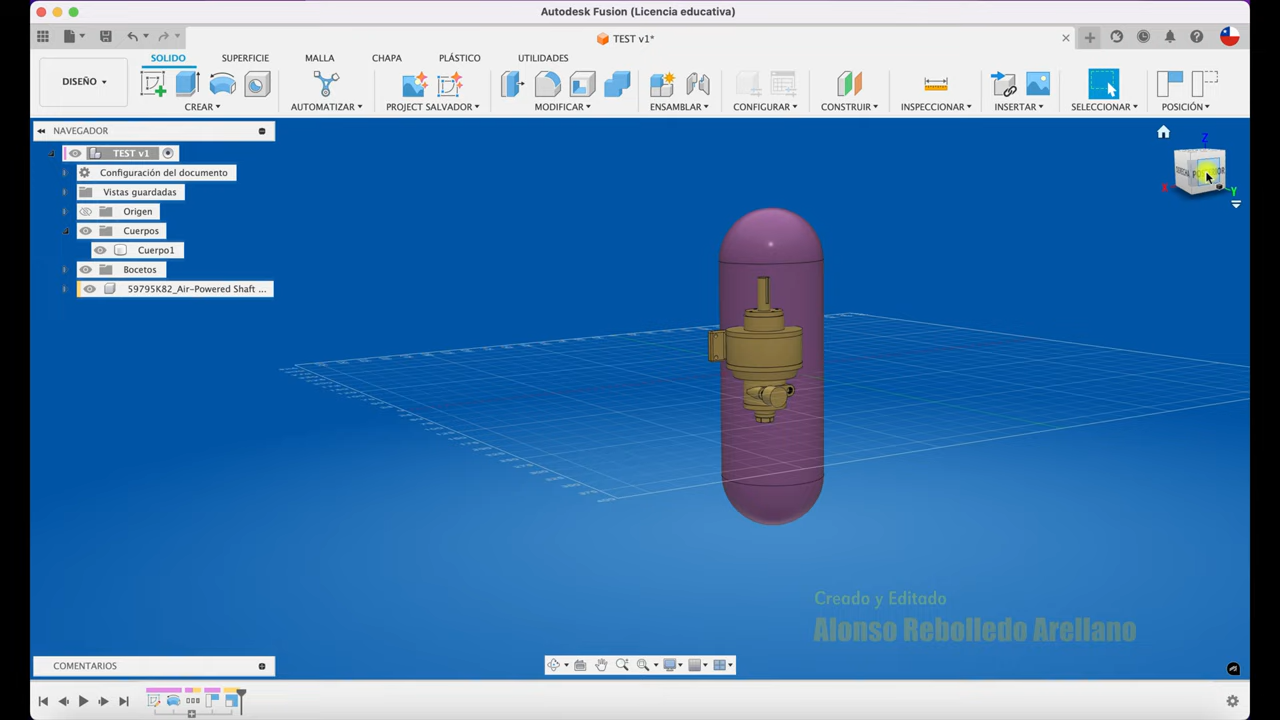 Autodesk Fusion (Licencia educativa)
TEST v1*
SOLIDO
SUPERFICIE
MALLA
CHAPA
PLÁSTICO
UTILIDADES
DISEÑO
CREAR
AUTOMATIZAR
PROJECT SALVADOR
MODIFICAR
ENSAMBLAR
CONFIGURAR
CONSTRUIR
INSPECCIONAR
INSERTAR
SELECCIONAR
POSICIÓN
NAVEGADOR
TEST v1
Configuración del documento
Vistas guardadas
Origen
Cuerpos
Cuerpo1
Bocetos
59795K82_Air-Powered Shaft ...
Z
X
Y
Creado y Editado
Alonso Rebolledo Arellano
COMENTARIOS